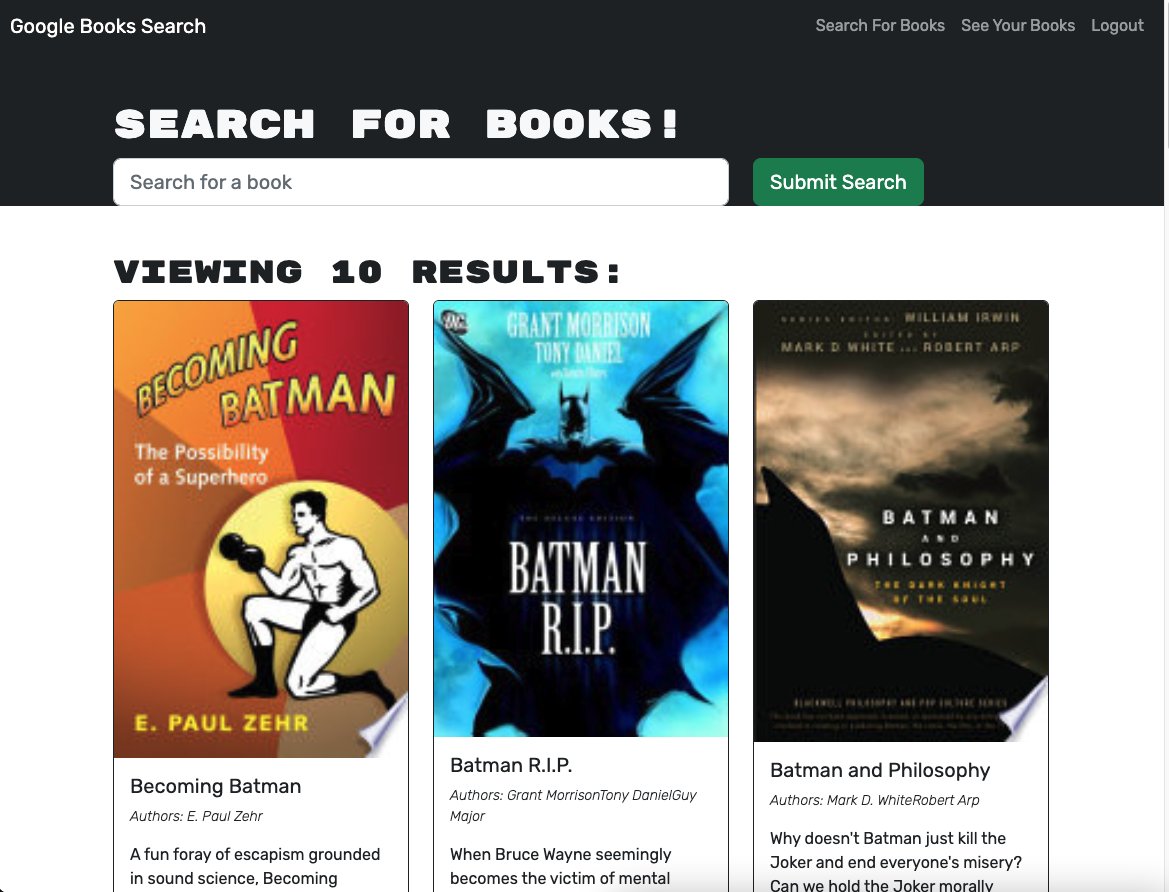 Google Books Search
Search For Books
See Your Books
Logout
SEARCH FOR BOOKS!
Search for a book
Submit Search
VIEWING 10 RESULTS:
BECOMING
BATMAN
The Possibility
of a Superhero
E. PAUL ZEHR
Becoming Batman
Authors: E. Paul Zehr
A fun foray of escapism grounded
in sound science, Becoming
DC
GRANT MORRISON
TONY DANIEL
THE DELUXE EDITION
BATMAN
R.I.P.
Batman R.I.P.
Authors: Grant MorrisonTony DanielGuy
Major
When Bruce Wayne seemingly
becomes the victim of mental
SERIES EDITOR WILLIAM IRWIN
EDITED BY
MARK D. WHITE AND ROBERT ARP
BATMAN
AND
PHILOSOPHY
THE DARK KNIGHT
OF THE SOUL
BLACKWELL PHILOSOPHY AND POP CULTURE SERIES
Batman and Philosophy
Authors: Mark D. WhiteRobert Arp
Why doesn't Batman just kill the
Joker and end everyone's misery?
Can we hold the Joker morally